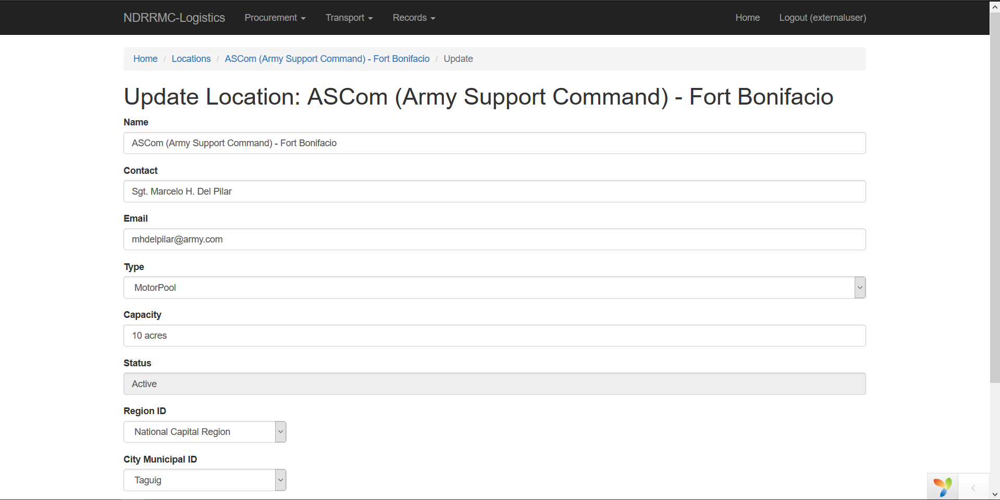 NDRRMC-Logistics Procurement Transport Records Home Logout (externaluser)
Home / Locations / ASCom (Army Support Command) - Fort Bonifacio / Update
Update Location: ASCom (Army Support Command) - Fort Bonifacio
Name
ASCom (Army Support Command) - Fort Bonifacio
Contact
Sgt. Marcelo H. Del Pilar
Email
mhdelpilar@army.com
Type
MotorPool
Capacity
10 acres
Status
Active
Region ID
National Capital Region
City Municipal ID
Taguig